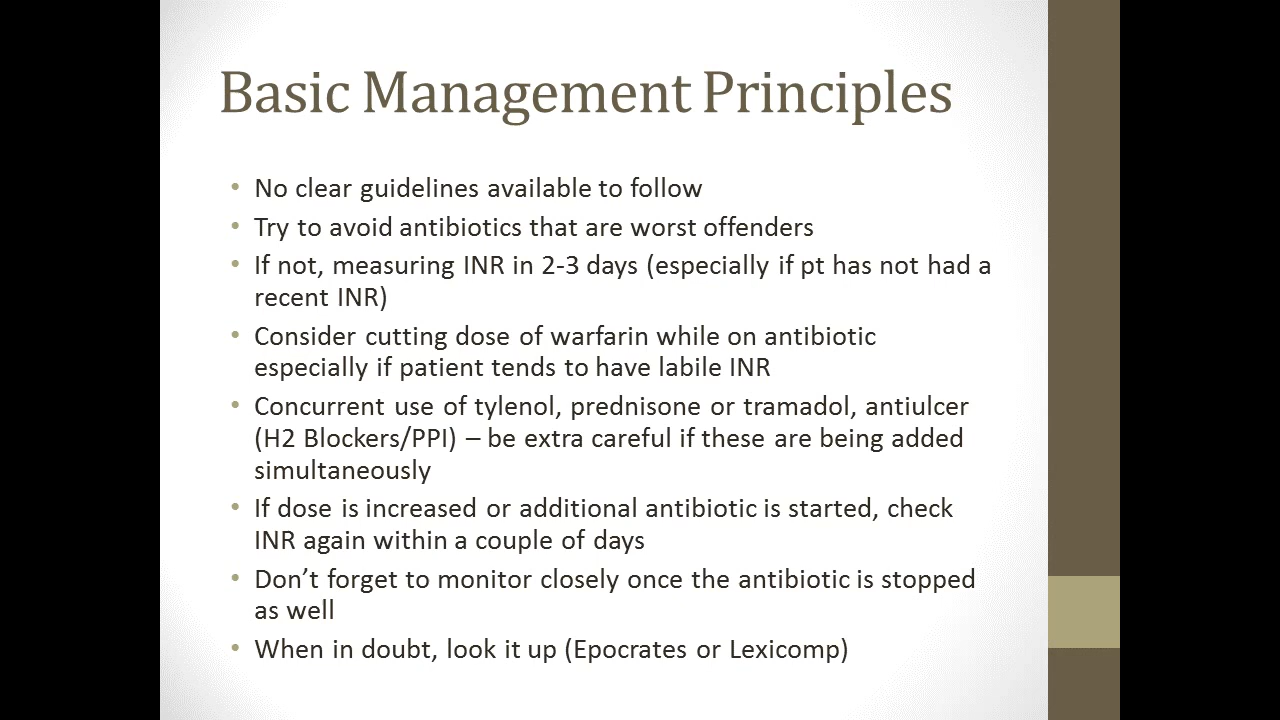 Basic Management Principles
• No clear guidelines available to follow
• Try to avoid antibiotics that are worst offenders
• If not, measuring INR in 2-3 days (especially if pt has not had a
recent INR)
• Consider cutting dose of warfarin while on antibiotic
especially if patient tends to have labile INR
• Concurrent use of tylenol, prednisone or tramadol, antiulcer
(H2 Blockers/PPI) – be extra careful if these are being added
simultaneously
• If dose is increased or additional antibiotic is started, check
INR again within a couple of days
• Don’t forget to monitor closely once the antibiotic is stopped
as well
• When in doubt, look it up (Epocrates or Lexicomp)